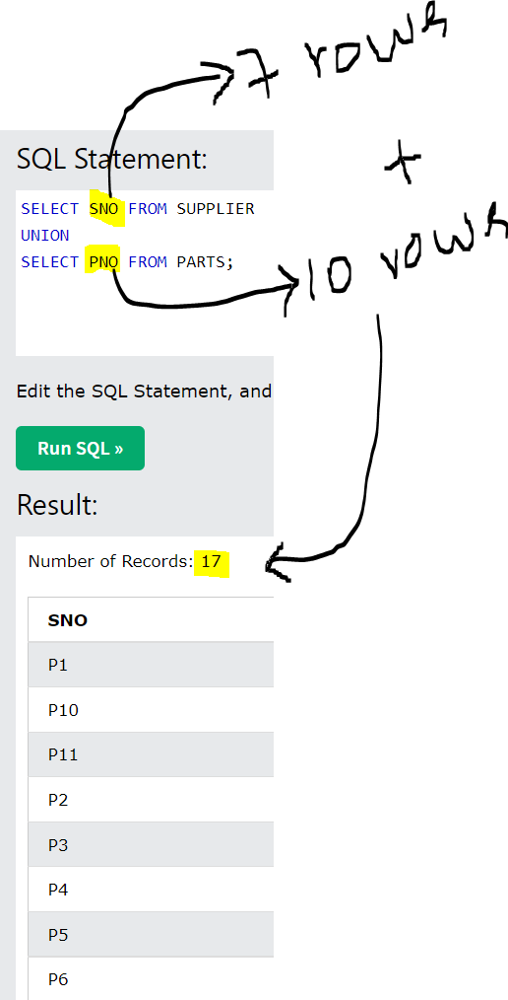 7 rows
+
10 rows
SQL Statement:
SELECT SNO FROM SUPPLIER
UNION
SELECT PNO FROM PARTS;
Edit the SQL Statement, and
Run SQL »
Result:
Number of Records: 17
SNO
P1
P10
P11
P2
P3
P4
P5
P6